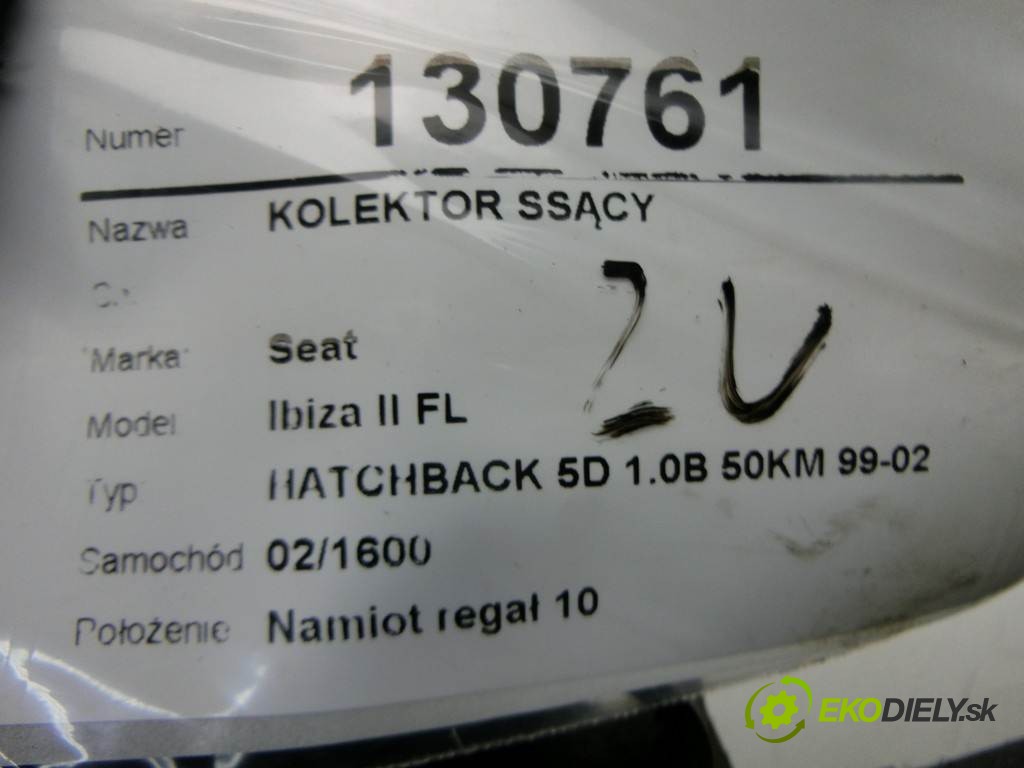 Numer 130761
Nazwa KOLEKTOR SSĄCY
Marka Seat
Model Ibiza II FL
Typ HATCHBACK 5D 1.0B 50KM 99-02
Samochód 02/1600
Położenie Namiot regał 10
EKODIELY.sk